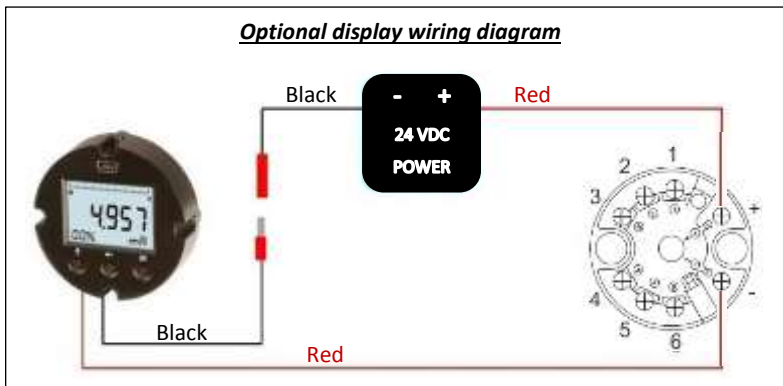 Optional display wiring diagram
Black
- +
Red
24 VDC
POWER
1
2
3
+
4.957
-
4
5
6
Black
Red